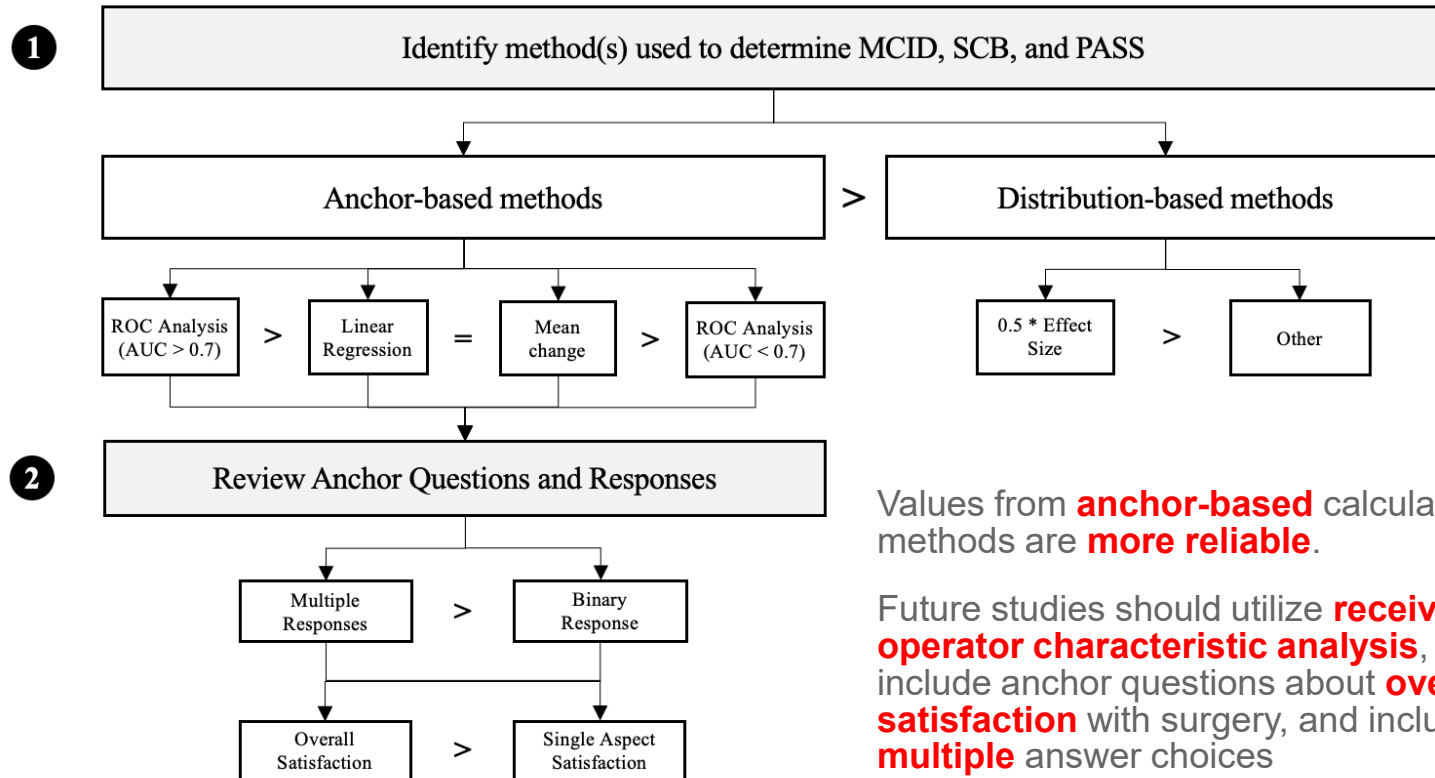 1
Identify method(s) used to determine MCID, SCB, and PASS
Anchor-based methods
>
Distribution-based methods
ROC Analysis
(AUC > 0.7)
>
Linear
Regression
=
Mean
change
>
ROC Analysis
(AUC < 0.7)
0.5 * Effect
Size
>
Other
2
Review Anchor Questions and Responses
Multiple
Responses
>
Binary
Response
Overall
Satisfaction
>
Single Aspect
Satisfaction
Values from anchor-based calcula
methods are more reliable.
Future studies should utilize receiv
operator characteristic analysis,
include anchor questions about ove
satisfaction with surgery, and inclu
multiple answer choices